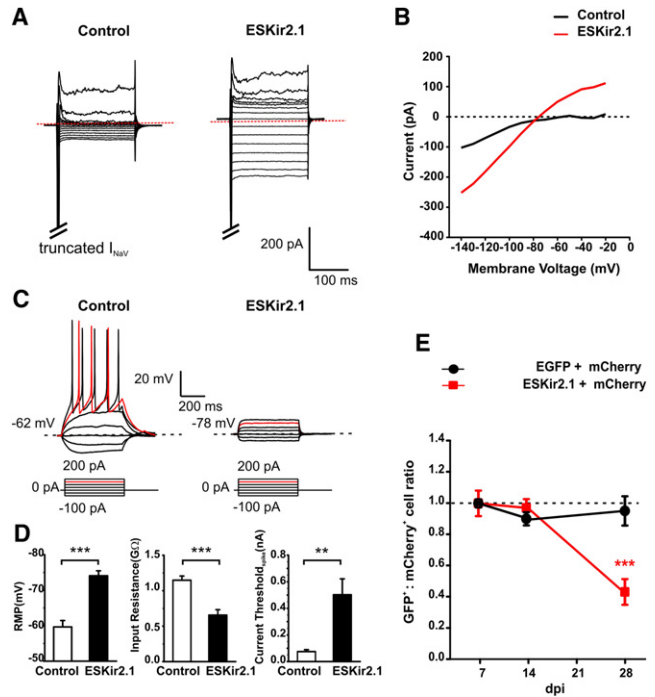 A
Control
ESKir2.1
truncated I_NaV
200 pA
100 ms
B
Control
ESKir2.1
Current (pA)
200
100
0
-100
-200
-300
-400
-140 -120 -100 -80 -60 -40 -20 0
Membrane Voltage (mV)
C
Control
ESKir2.1
20 mV
200 ms
-62 mV
-78 mV
200 pA
0 pA
-100 pA
200 pA
0 pA
-100 pA
D
RMP(mV)
-80
-70
-60
-50
***
Control ESKir2.1
Input Resistance(GΩ)
1.5
1.0
0.5
0.0
***
Control ESKir2.1
Current Threshold_spike(nA)
0.8
0.6
0.4
0.2
0.0
**
Control ESKir2.1
E
EGFP + mCherry
ESKir2.1 + mCherry
GFP⁺: mCherry⁺ cell ratio
1.4
1.2
1.0
0.8
0.6
0.4
0.2
0.0
***
7 14 21 28
dpi